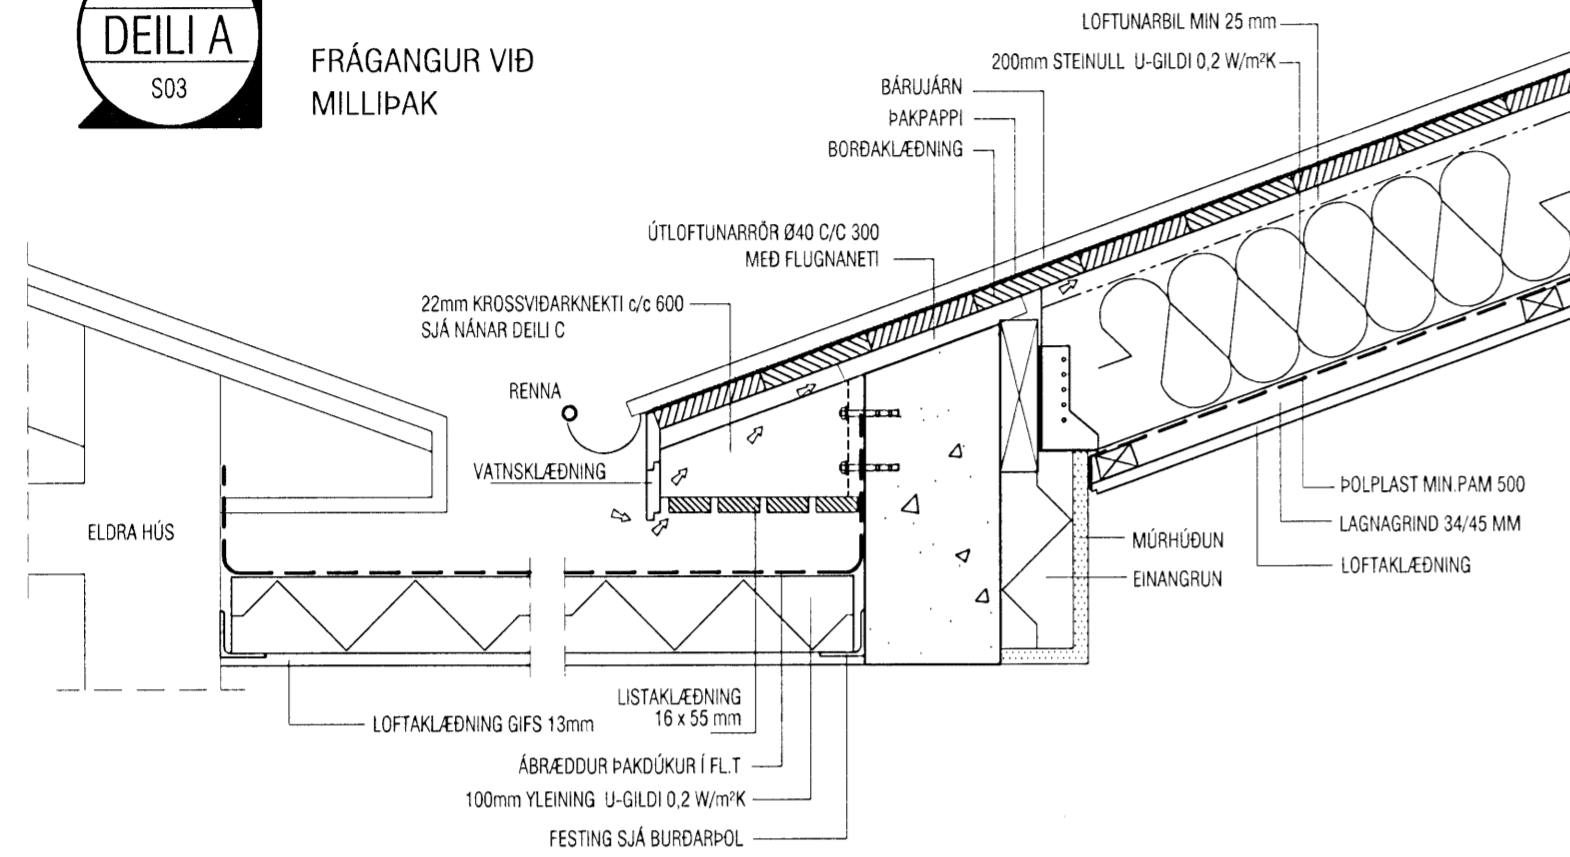 DEILI A
S03
FRÁGANGUR VIÐ
MILLIÞAK
LOFTUNARBIL MIN 25 mm
200mm STEINULL U-GILDI 0,2 W/m²K
BÁRUJÁRN
ÞAKPAPPI
BORÐAKLÆÐNING
ÚTLOFTUNARRÖR Ø40 C/C 300
MEÐ FLUGNANETI
22mm KROSSVIÐARKNEKTI c/c 600
SJÁ NÁNAR DEILI C
RENNA
VATNSKLÆÐNING
ELDRA HÚS
ÞOLPLAST MIN.PAM 500
LAGNAGRIND 34/45 MM
LOFTAKLÆÐNING
MÚRHÚÐUN
EINANGRUN
LISTAKLÆÐNING
16 x 55 mm
LOFTAKLÆÐNING GIFS 13mm
ÁBRÆDDUR ÞAKDÚKUR Í FL.T
100mm YLEINING U-GILDI 0,2 W/m²K
FESTING SJÁ BURÐARÞOL